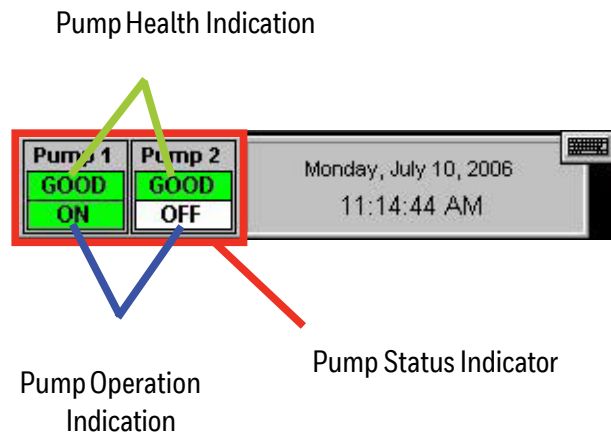 Pump Health Indication
Pump 1 Pump 2
GOOD GOOD
ON OFF
Monday, July 10, 2006
11:14:44 AM
Pump Status Indicator
Pump Operation
Indication